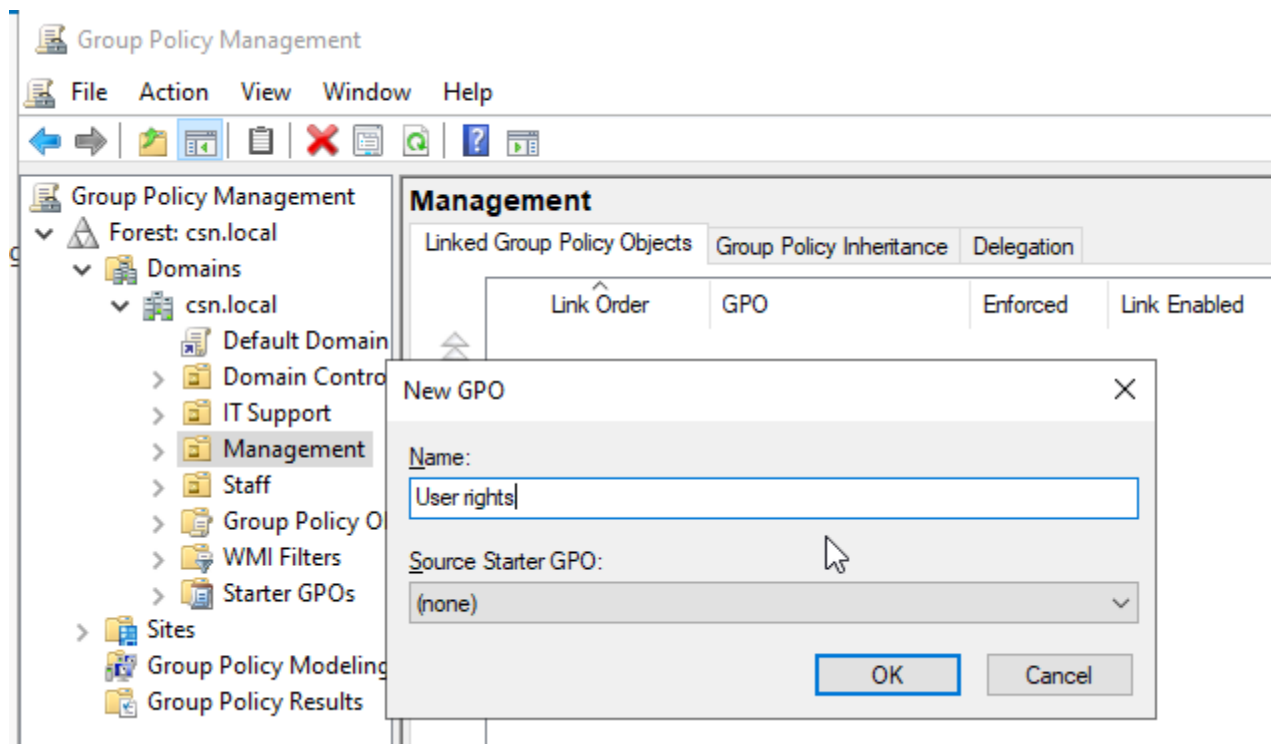 Group Policy Management
File Action View Window Help
Group Policy Management
Forest: csn.local
Domains
csn.local
Default Domain
Domain Contro
IT Support
Management
Staff
Group Policy O
WMI Filters
Starter GPOs
Sites
Group Policy Modeling
Group Policy Results
Management
Linked Group Policy Objects Group Policy Inheritance Delegation
Link Order GPO Enforced Link Enabled
New GPO
Name:
User rights
Source Starter GPO:
(none)
OK Cancel